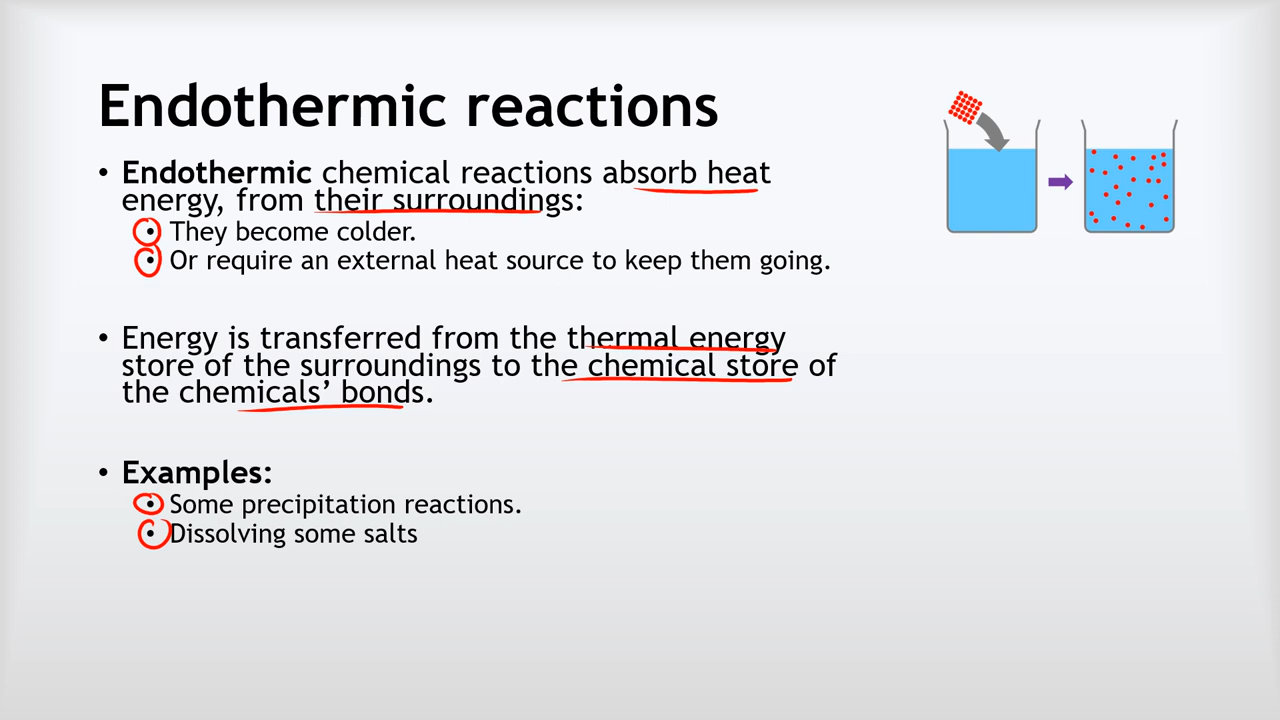 Endothermic reactions
• Endothermic chemical reactions absorb heat
energy, from their surroundings:
• They become colder.
• Or require an external heat source to keep them going.
• Energy is transferred from the thermal energy
store of the surroundings to the chemical store of
the chemicals’ bonds.
• Examples:
• Some precipitation reactions.
• Dissolving some salts